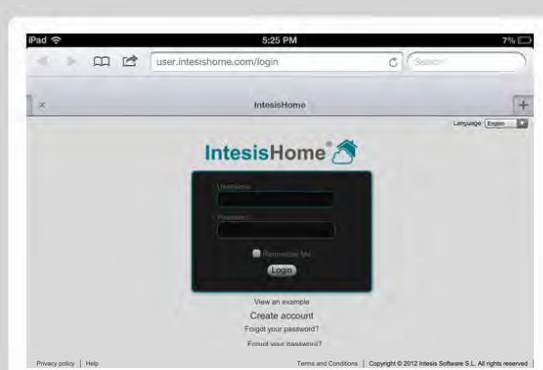 iPad 5:25 PM 7%
user.intesishome.com/login Search
× IntesisHome +
Language: English
IntesisHome®
Username
Password
Remember Me
Login
View an example
Create account
Forgot your password?
Forgot your password?
Privacy policy | Help Terms and Conditions | Copyright © 2012 Intesis Software S.L. All rights reserved |